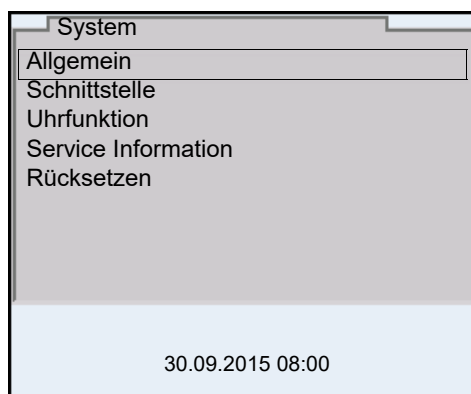 System
Allgemein
Schnittstelle
Uhrfunktion
Service Information
Rücksetzen
30.09.2015 08:00